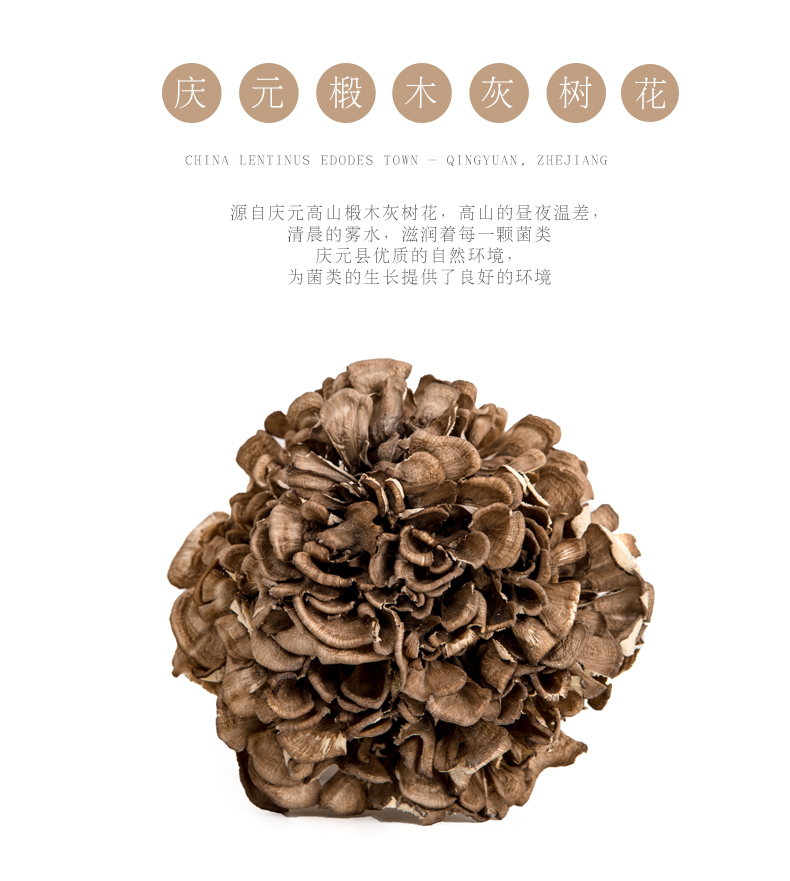 庆元椴木灰树花
CHINA LENTINUS EDODES TOWN - QINGYUAN, ZHEJIANG
源自庆元高山椴木灰树花，高山的昼夜温差，
清晨的雾水，滋润着每一颗菌类
庆元县优质的自然环境，
为菌类的生长提供了良好的环境